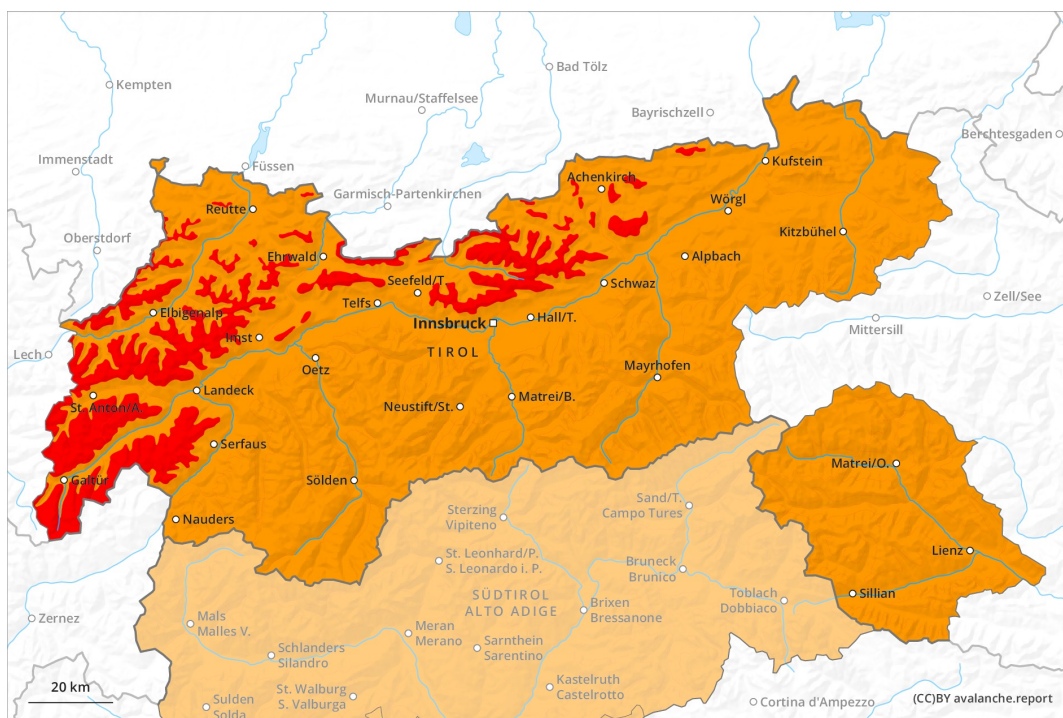 Bad Tölz
Kempten
Murnau/Staffelsee
Bayrischzell
Berchtesgaden
Immenstadt
Füssen
Kufstein
Achenkirch
Garmisch-Partenkirchen
Wörgl
Reutte
Kitzbühel
Oberstdorf
Ehrwald
Alpbach
Seefeld/T.
Schwaz
Zell/See
Telfs
Elbigenalp
Hall/T.
Innsbruck
Mittersill
Imst
TIROL
Lech
Oetz
Mayrhofen
Landeck
Matrei/B.
St. Anton/A.
Neustift/St.
Serfaus
Matrei/O.
Galtür
Sölden
Sand/T.
Campo Tures
Sterzing
Vipiteno
Nauders
Lienz
St. Leonhard/P.
S. Leonardo i. P.
Bruneck
Brunico
SÜDTIROL
ALTO ADIGE
Toblach
Dobbiaco
Sillian
Brixen
Bressanone
Zernez
Mals
Malles V.
Meran
Merano
Sarnthein
Sarentino
Schlanders
Silandro
20 km
Kastelruth
Castelrotto
St. Walburg
S. Valburga
Sulden
Solda
Cortina d'Ampezzo
(CC)BY avalanche.report